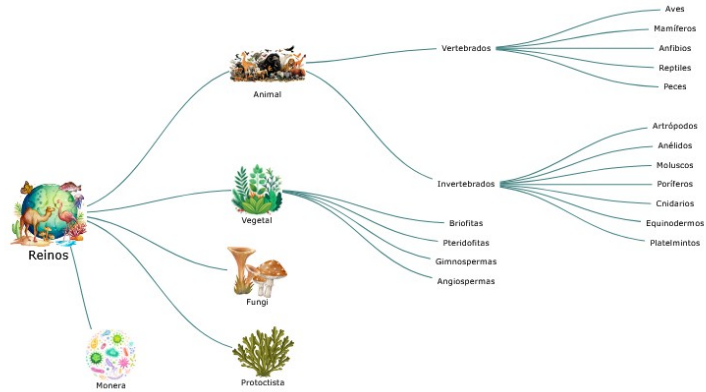 Reinos
Animal
Vertebrados
Aves
Mamíferos
Anfibios
Reptiles
Peces
Invertebrados
Artrópodos
Anélidos
Moluscos
Poríferos
Cnidarios
Equinodermos
Platelmintos
Vegetal
Briofitas
Pteridofitas
Gimnospermas
Angiospermas
Fungi
Protoctista
Monera